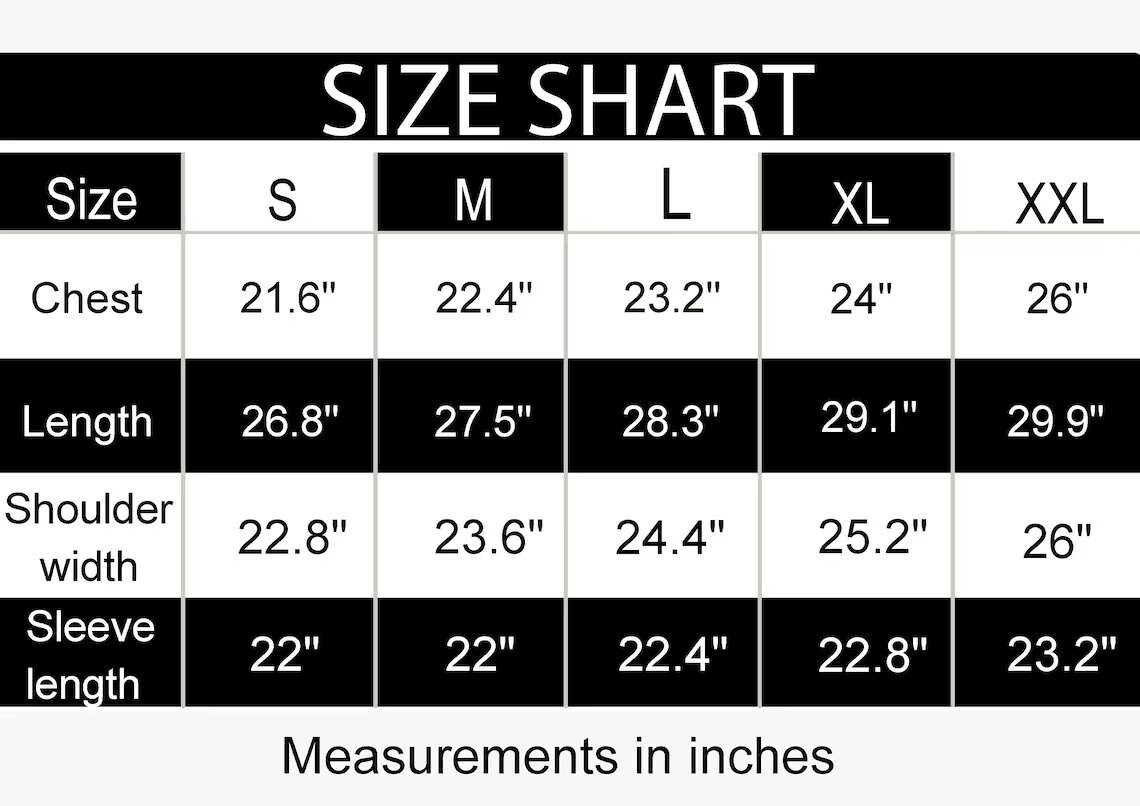 SIZE SHART
Size S M L XL XXL
Chest 21.6" 22.4" 23.2" 24" 26"
Length 26.8" 27.5" 28.3" 29.1" 29.9"
Shoulder
width 22.8" 23.6" 24.4" 25.2" 26"
Sleeve
length 22" 22" 22.4" 22.8" 23.2"
Measurements in inches